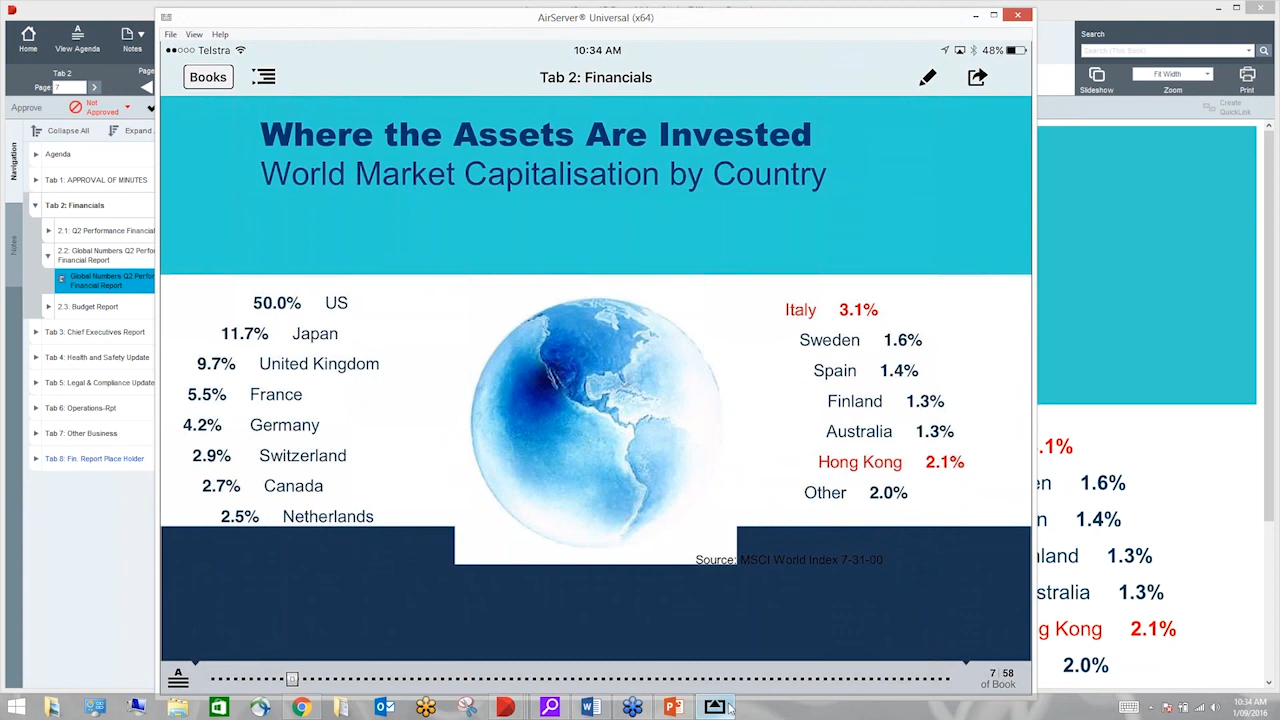 AirServer® Universal (x64)
File View Help
Telstra
10:34 AM
48%
Books
Tab 2: Financials
Where the Assets Are Invested
World Market Capitalisation by Country
50.0% US
11.7% Japan
9.7% United Kingdom
5.5% France
4.2% Germany
2.9% Switzerland
2.7% Canada
2.5% Netherlands
Italy 3.1%
Sweden 1.6%
Spain 1.4%
Finland 1.3%
Australia 1.3%
Hong Kong 2.1%
Other 2.0%
Source: MSCI World Index 7-31-00
A
7 58
of Book
Home
View Agenda
Notes
Tab 2
Page
Page: 7
Approve
Not
Approved
Collapse All
Expand
Navigation
Notes
Agenda
Tab 1: APPROVAL OF MINUTES
Tab 2: Financials
2.1: Q2 Performance Financial
2.2: Global Numbers Q2 Perfo
Financial Report
Global Numbers Q2 Perfor
Financial Report
2.3. Budget Report
Tab 3: Chief Executives Report
Tab 4: Health and Safety Update
Tab 5: Legal & Compliance Update
Tab 6: Operations-Rpt
Tab 7: Other Business
Tab 8: Fin. Report Place Holder
Search
Search (This Book)
Slideshow
Fit Width
Zoom
Print
Create
QuickLink
.1%
en 1.6%
n 1.4%
land 1.3%
stralia 1.3%
g Kong 2.1%
2.0%
10:34 AM
1/09/2016